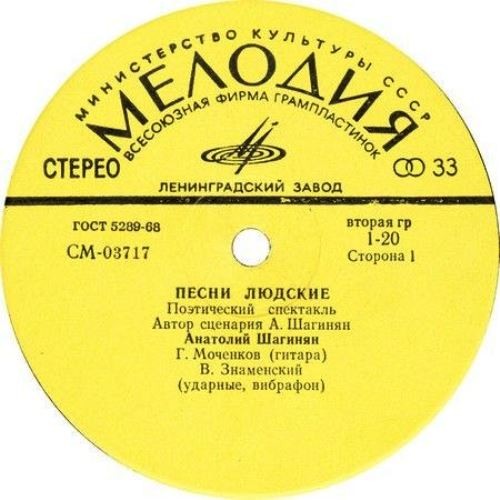 МИНИСТЕРСТВО КУЛЬТУРЫ СССР
МЕЛОДИЯ
ВСЕСОЮЗНАЯ ФИРМА ГРАМПЛАСТИНОК
СТЕРЕО
33
ЛЕНИНГРАДСКИЙ ЗАВОД
ГОСТ 5289-68
вторая гр
СМ-03717
1-20
Сторона 1
ПЕСНИ ЛЮДСКИЕ
Поэтический спектакль
Автор сценария А. Шагинян
Анатолий Шагинян
Г. Моченков (гитара)
В. Знаменский
(ударные, вибрафон)